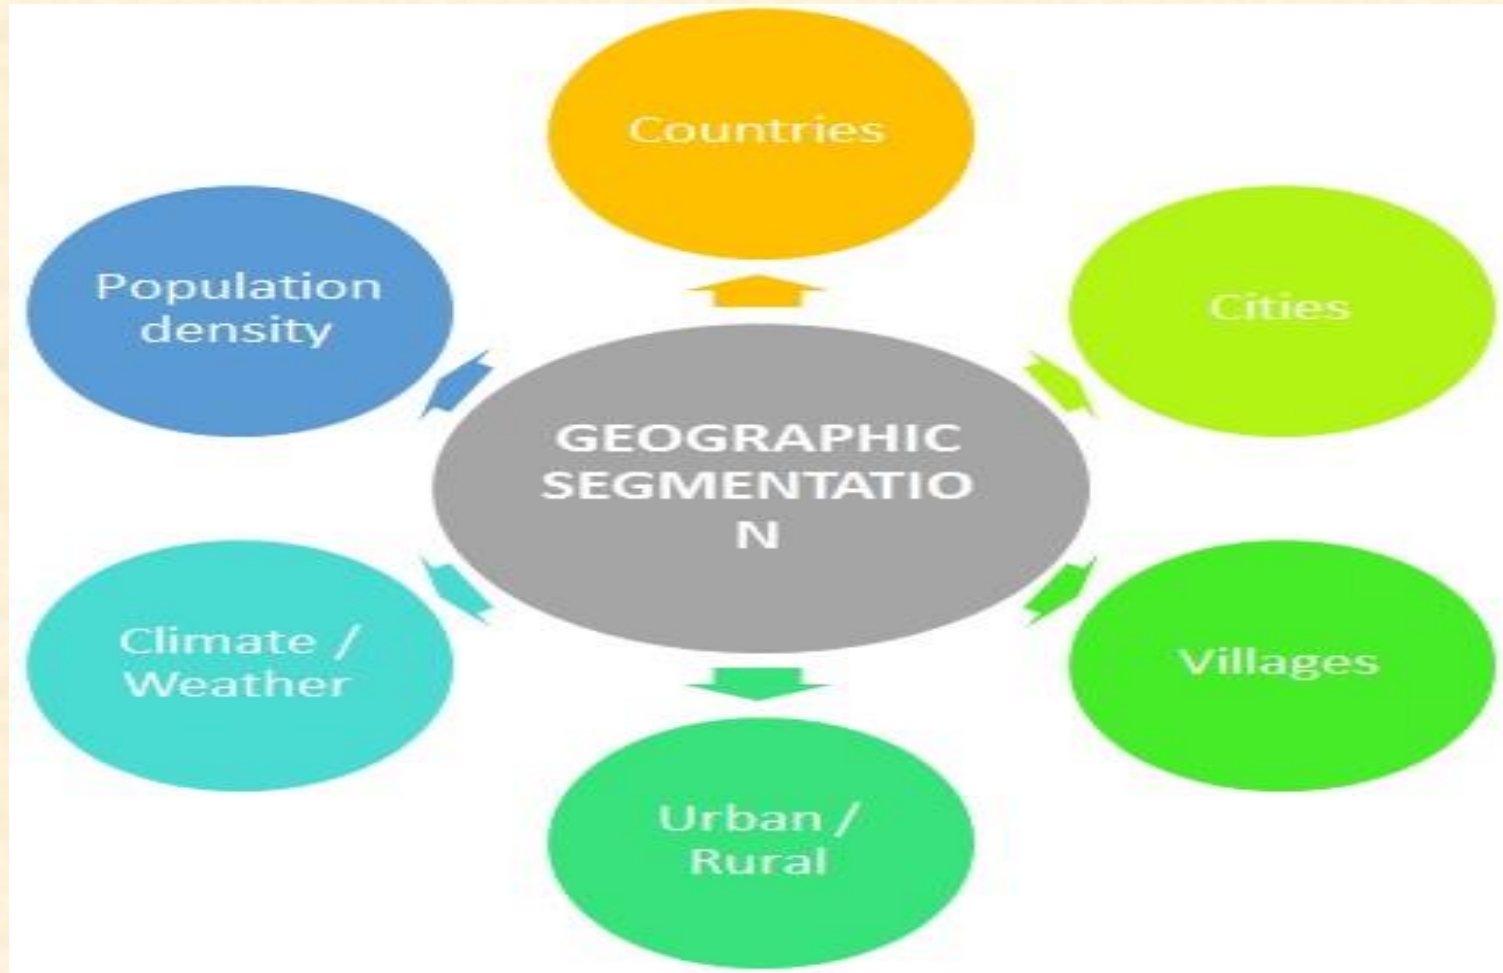 Countries
Cities
Villages
Urban /
Rural
Climate /
Weather
Population
density
GEOGRAPHIC
SEGMENTATIO
N